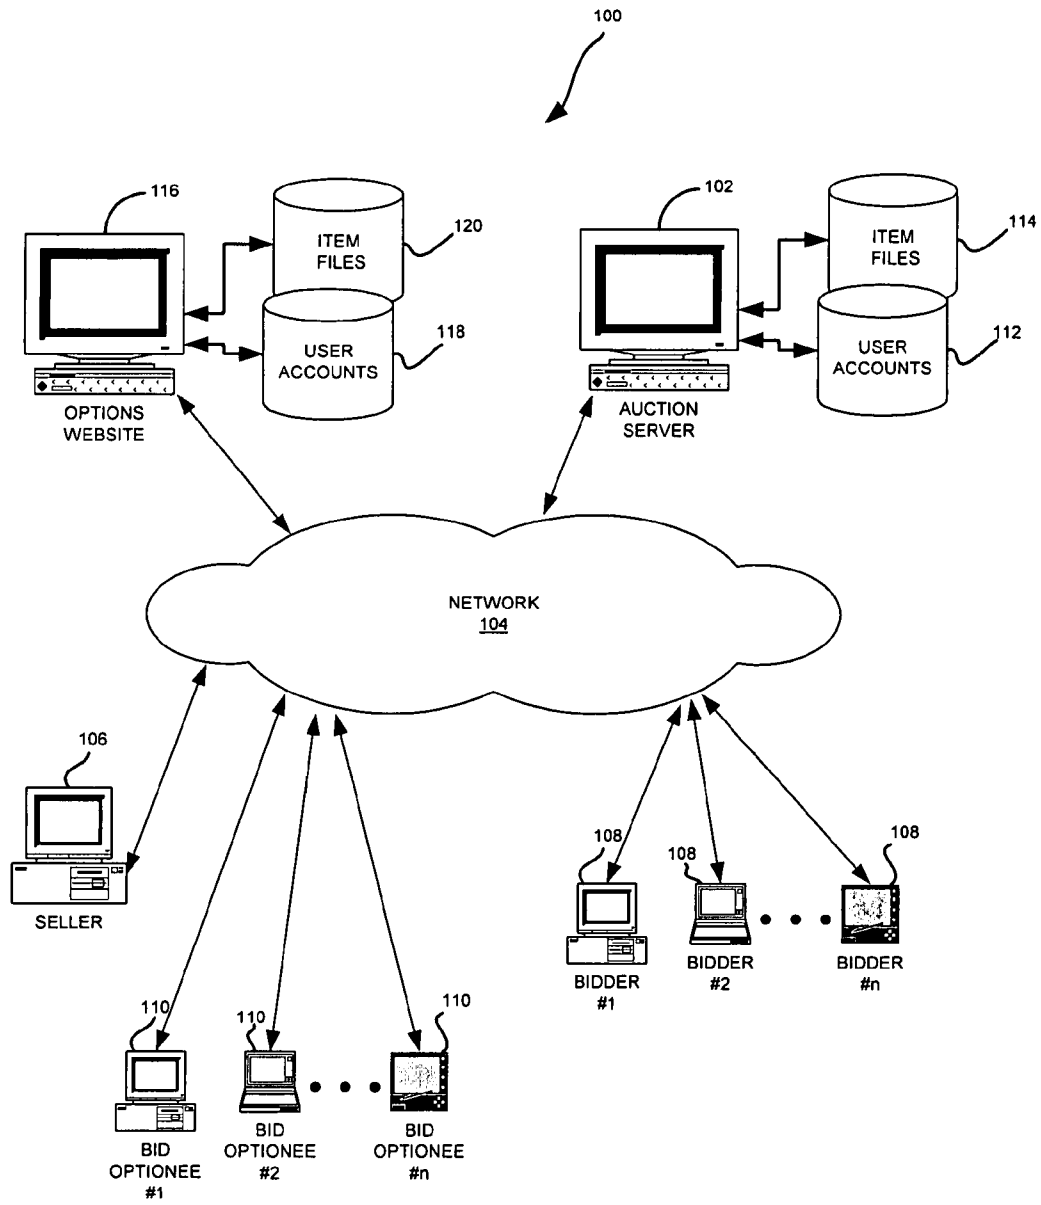 100
116
120
ITEM
FILES
118
USER
ACCOUNTS
OPTIONS
WEBSITE
102
114
ITEM
FILES
112
USER
ACCOUNTS
AUCTION
SERVER
NETWORK
104
106
SELLER
108
BIDDER
#1
108
BIDDER
#2
108
BIDDER
#n
110
BID
OPTIONEE
#1
110
BID
OPTIONEE
#2
110
BID
OPTIONEE
#n